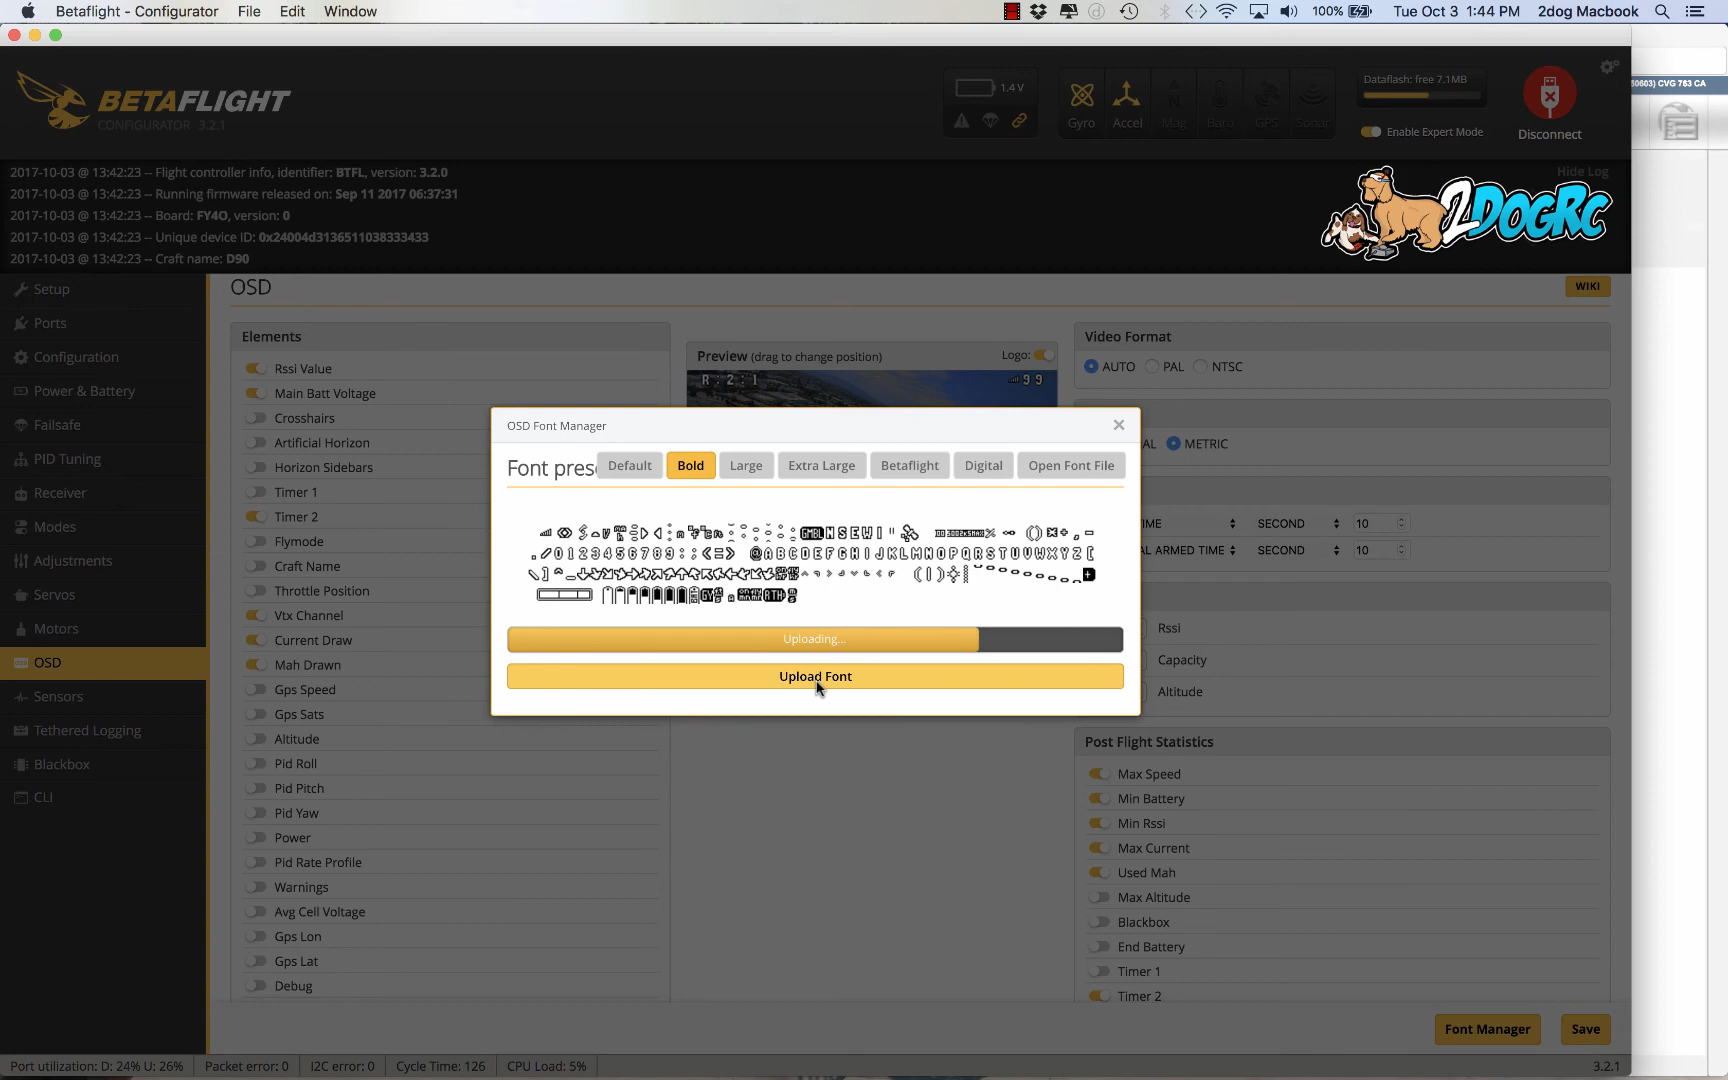 Betaflight - Configurator File Edit Window
100% Tue Oct 3 1:44 PM 2dog Macbook
BETAFLIGHT
CONFIGURATOR 3.2.1
1.4 V
Gyro Accel Mag Baro GPS Sonar
Dataflash: free 7.1MB
Enable Expert Mode
Disconnect
CVG 763 CA
2017-10-03 @ 13:42:23 -- Flight controller info, identifier: BTFL, version: 3.2.0
2017-10-03 @ 13:42:23 -- Running firmware released on: Sep 11 2017 06:37:31
2017-10-03 @ 13:42:23 -- Board: FY4O, version: 0
2017-10-03 @ 13:42:23 -- Unique device ID: 0x24004d3136511038333433
2017-10-03 @ 13:42:23 -- Craft name: D90
Hide Log
2DOGRC
Setup
Ports
Configuration
Power & Battery
Failsafe
PID Tuning
Receiver
Modes
Adjustments
Servos
Motors
OSD
Sensors
Tethered Logging
Blackbox
CLI
OSD
WIKI
Elements
Rssi Value
Main Batt Voltage
Crosshairs
Artificial Horizon
Horizon Sidebars
Timer 1
Timer 2
Flymode
Craft Name
Throttle Position
Vtx Channel
Current Draw
Mah Drawn
Gps Speed
Gps Sats
Altitude
Pid Roll
Pid Pitch
Pid Yaw
Power
Pid Rate Profile
Warnings
Avg Cell Voltage
Gps Lon
Gps Lat
Debug
Preview (drag to change position) Logo:
R:2:1 99
OSD Font Manager
Font pres
Default Bold Large Extra Large Betaflight Digital Open Font File
0123456789:;<=> @ABCDEFGHIJKLMNOPQRSTUVWXYZ[
Uploading...
Upload Font
Video Format
AUTO PAL NTSC
AL METRIC
IME SECOND 10
AL ARMED TIME SECOND 10
Rssi
Capacity
Altitude
Post Flight Statistics
Max Speed
Min Battery
Min Rssi
Max Current
Used Mah
Max Altitude
Blackbox
End Battery
Timer 1
Timer 2
Font Manager Save
Port utilization: D: 24% U: 26% Packet error: 0 I2C error: 0 Cycle Time: 126 CPU Load: 5%
3.2.1